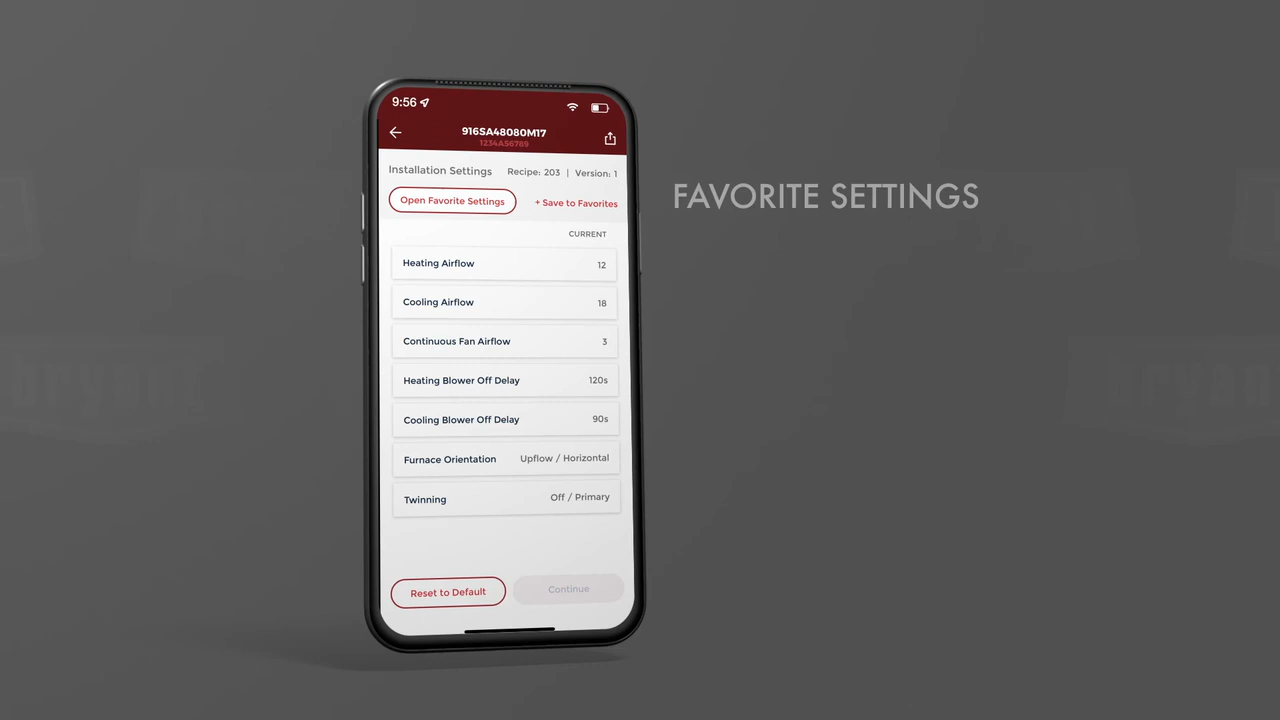 9:56
916SA48080M17
1234A56789
Installation Settings Recipe: 203 | Version: 1
Open Favorite Settings + Save to Favorites
FAVORITE SETTINGS
CURRENT
Heating Airflow 12
Cooling Airflow 18
Continuous Fan Airflow 3
Heating Blower Off Delay 120s
Cooling Blower Off Delay 90s
Furnace Orientation Upflow / Horizontal
Twinning Off / Primary
Reset to Default Continue
bryant